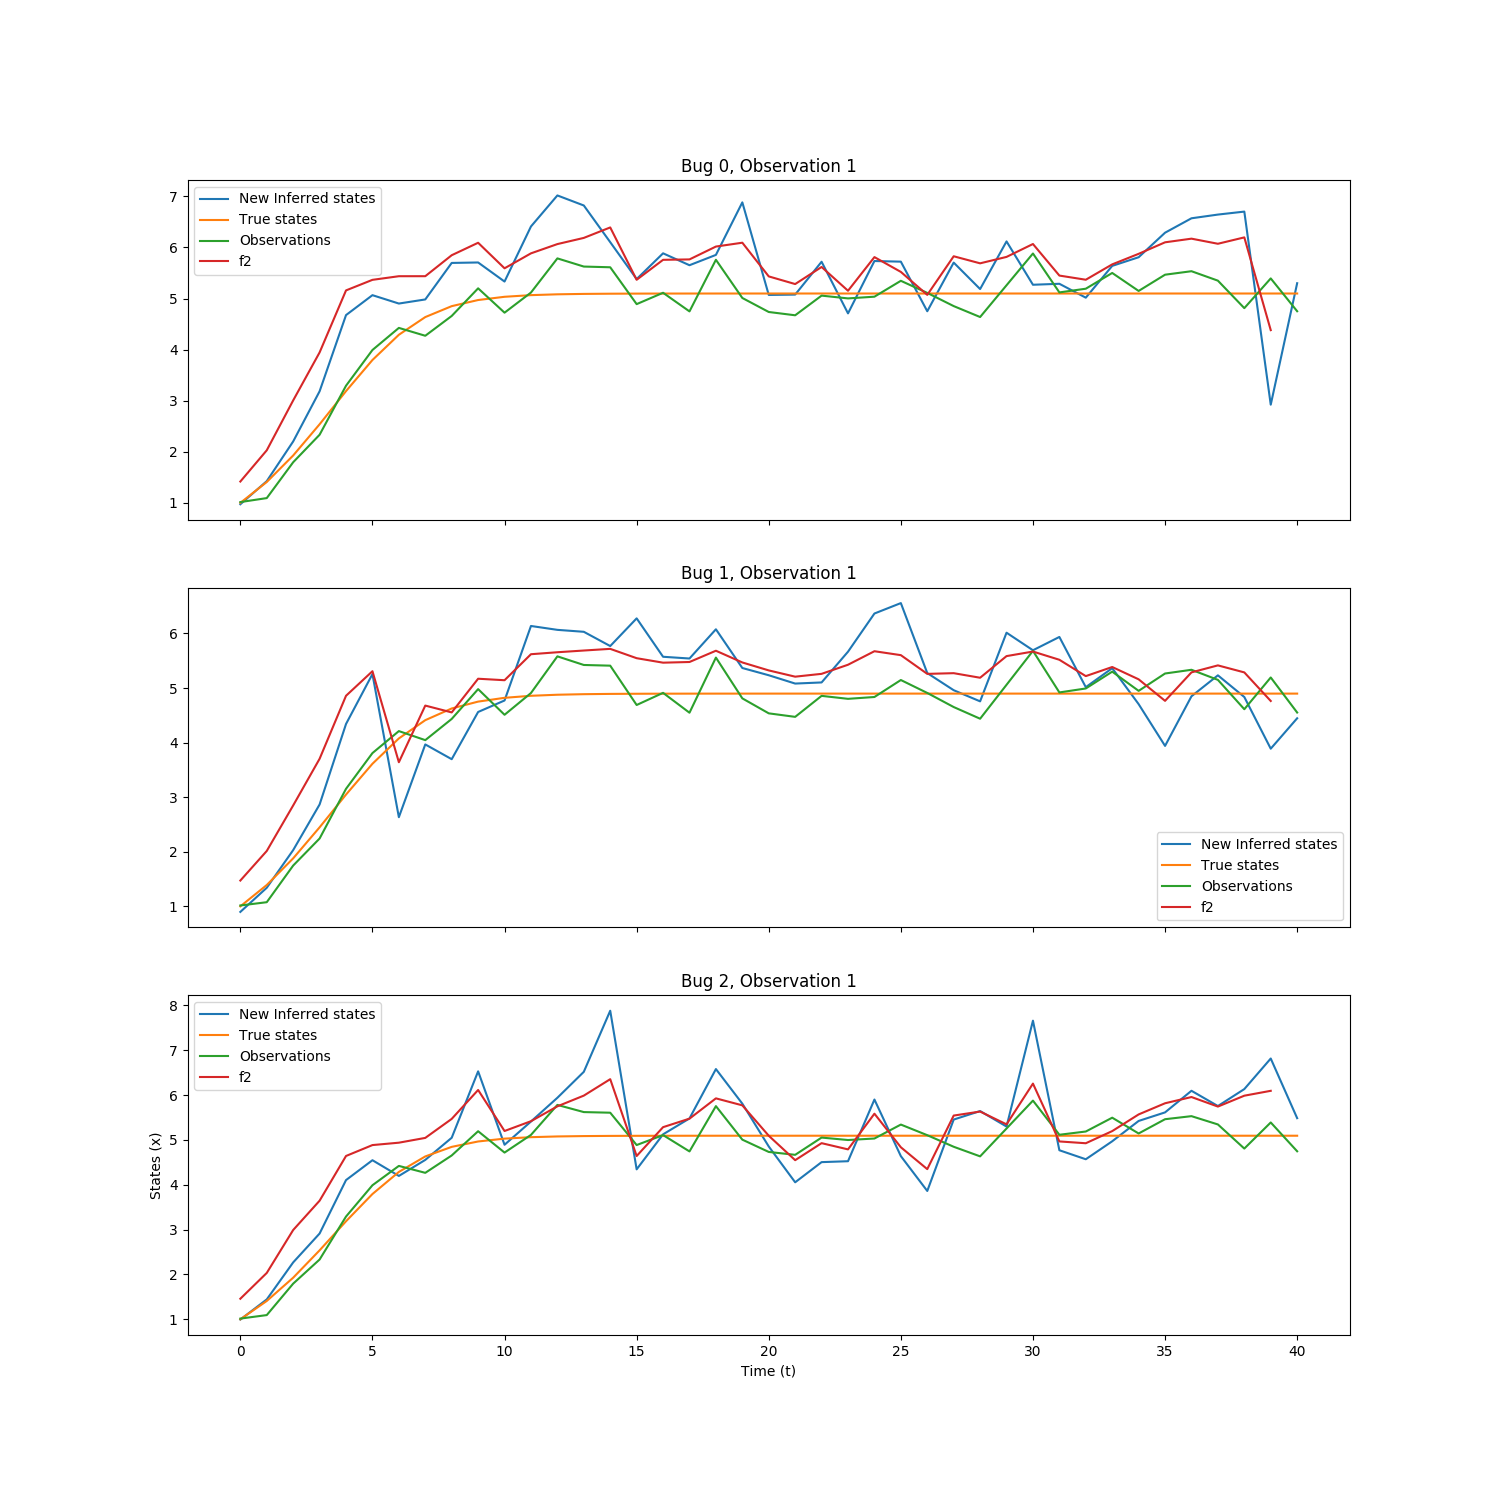 Bug 0, Observation 1
7
6
5
4
3
2
1
New Inferred states
True states
Observations
f2
Bug 1, Observation 1
6
5
4
3
2
1
New Inferred states
True states
Observations
f2
Bug 2, Observation 1
8
7
6
5
4
3
2
1
States (x)
New Inferred states
True states
Observations
f2
0 5 10 15 20 25 30 35 40
Time (t)